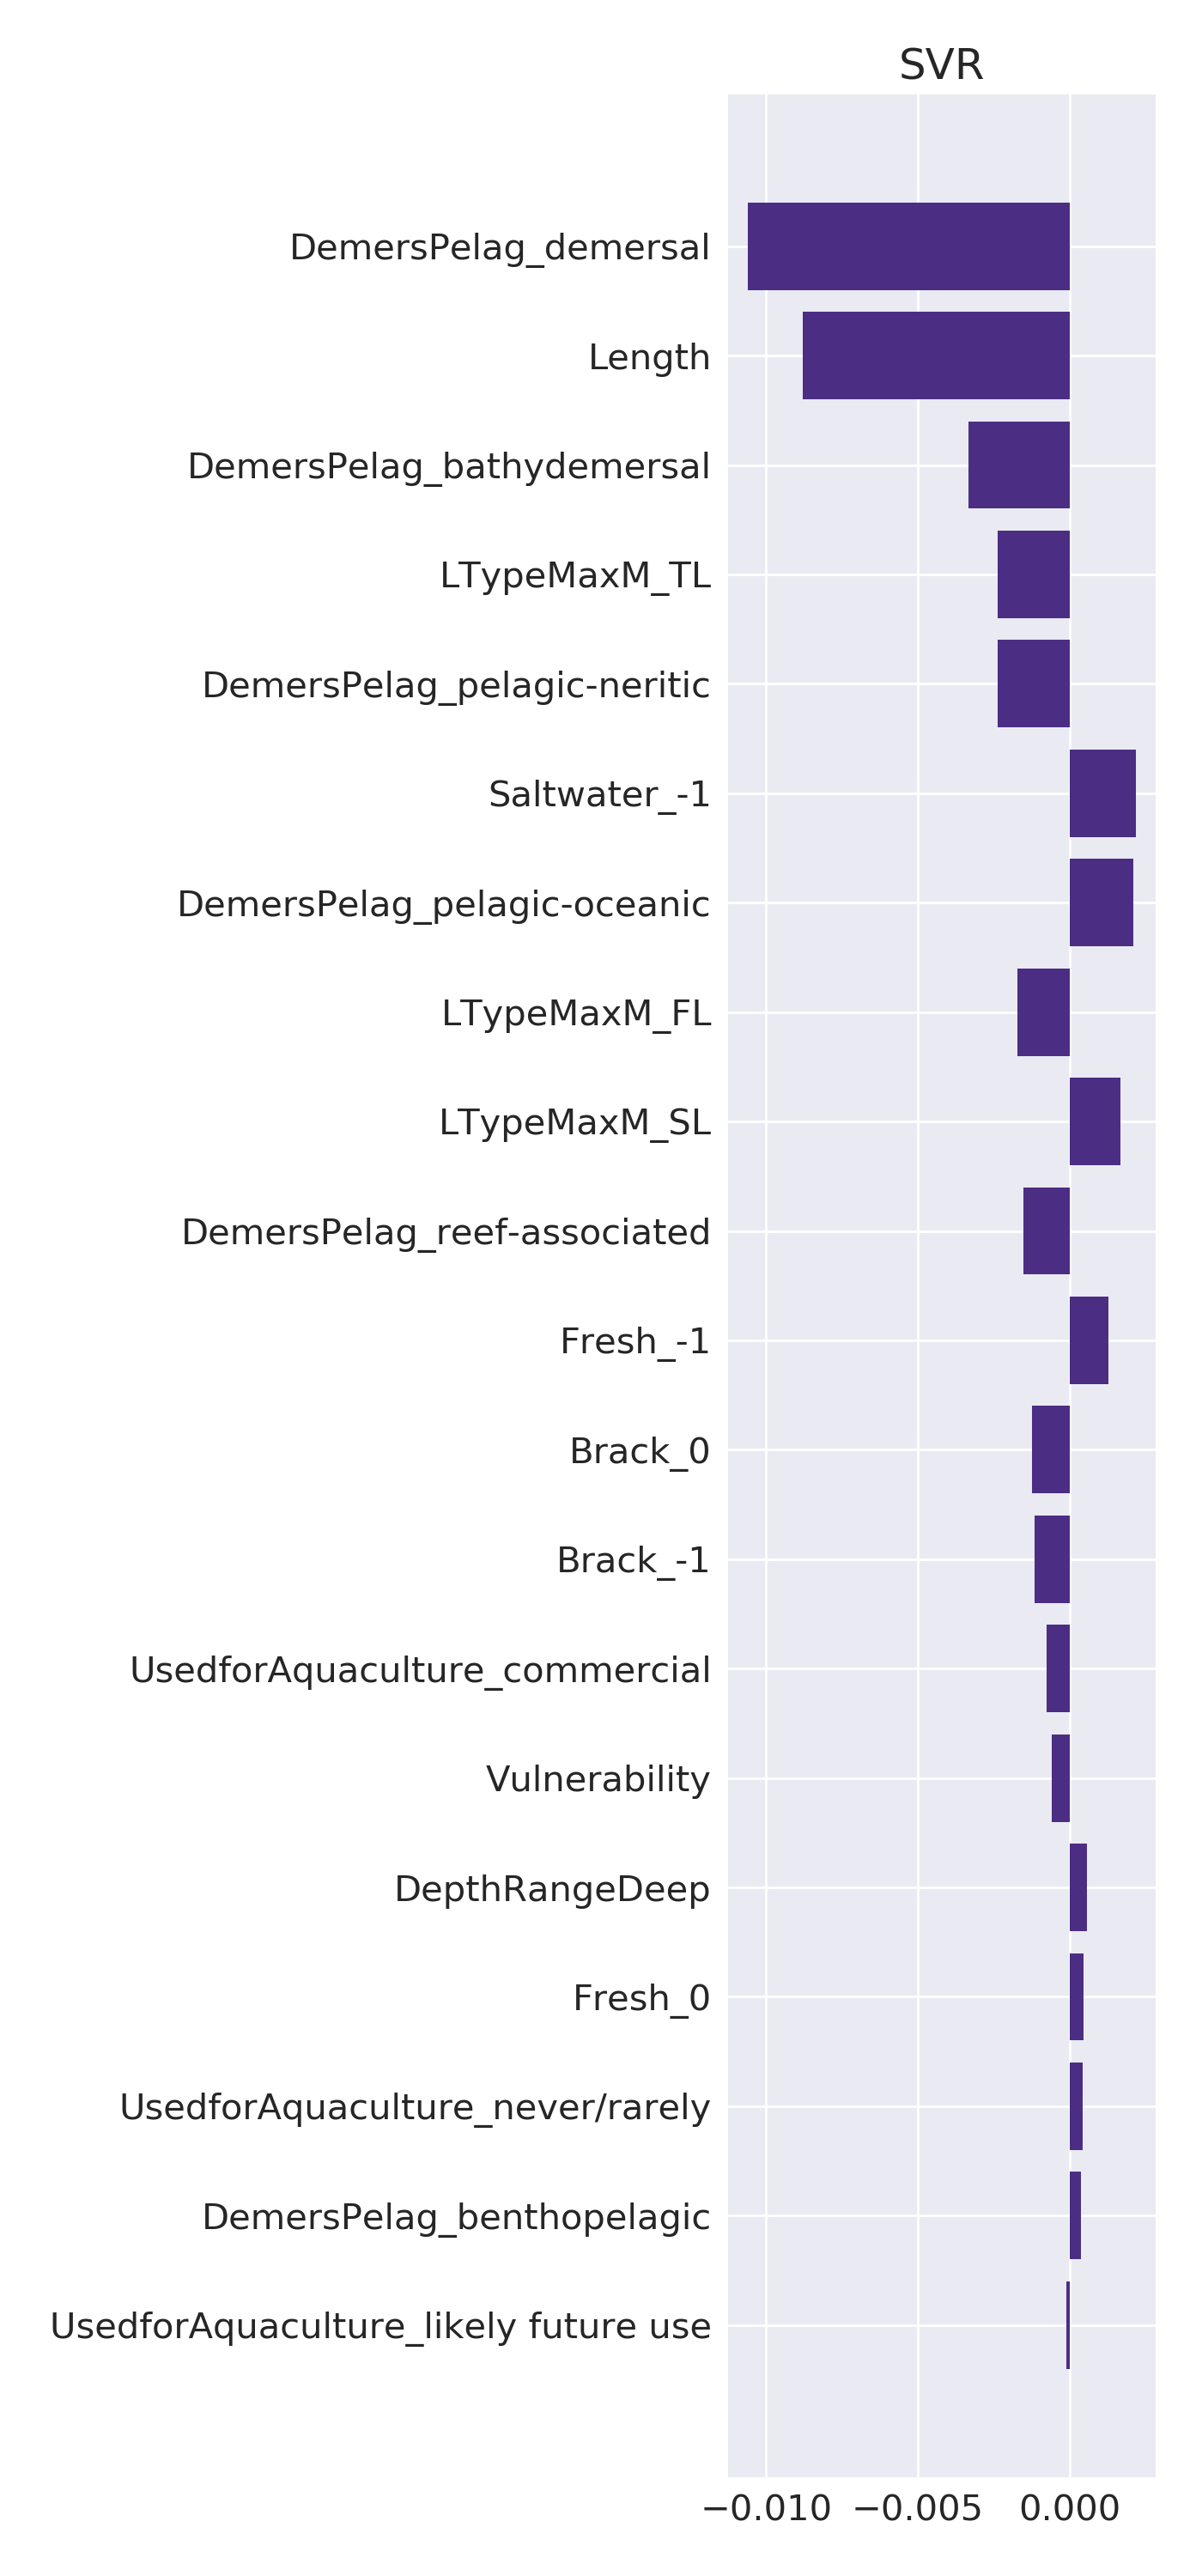 SVR
DemersPelag_demersal
Length
DemersPelag_bathydemersal
LTypeMaxM_TL
DemersPelag_pelagic-neritic
Saltwater_-1
DemersPelag_pelagic-oceanic
LTypeMaxM_FL
LTypeMaxM_SL
DemersPelag_reef-associated
Fresh_-1
Brack_0
Brack_-1
UsedforAquaculture_commercial
Vulnerability
DepthRangeDeep
Fresh_0
UsedforAquaculture_never/rarely
DemersPelag_benthopelagic
UsedforAquaculture_likely future use
−0.010 −0.005 0.000